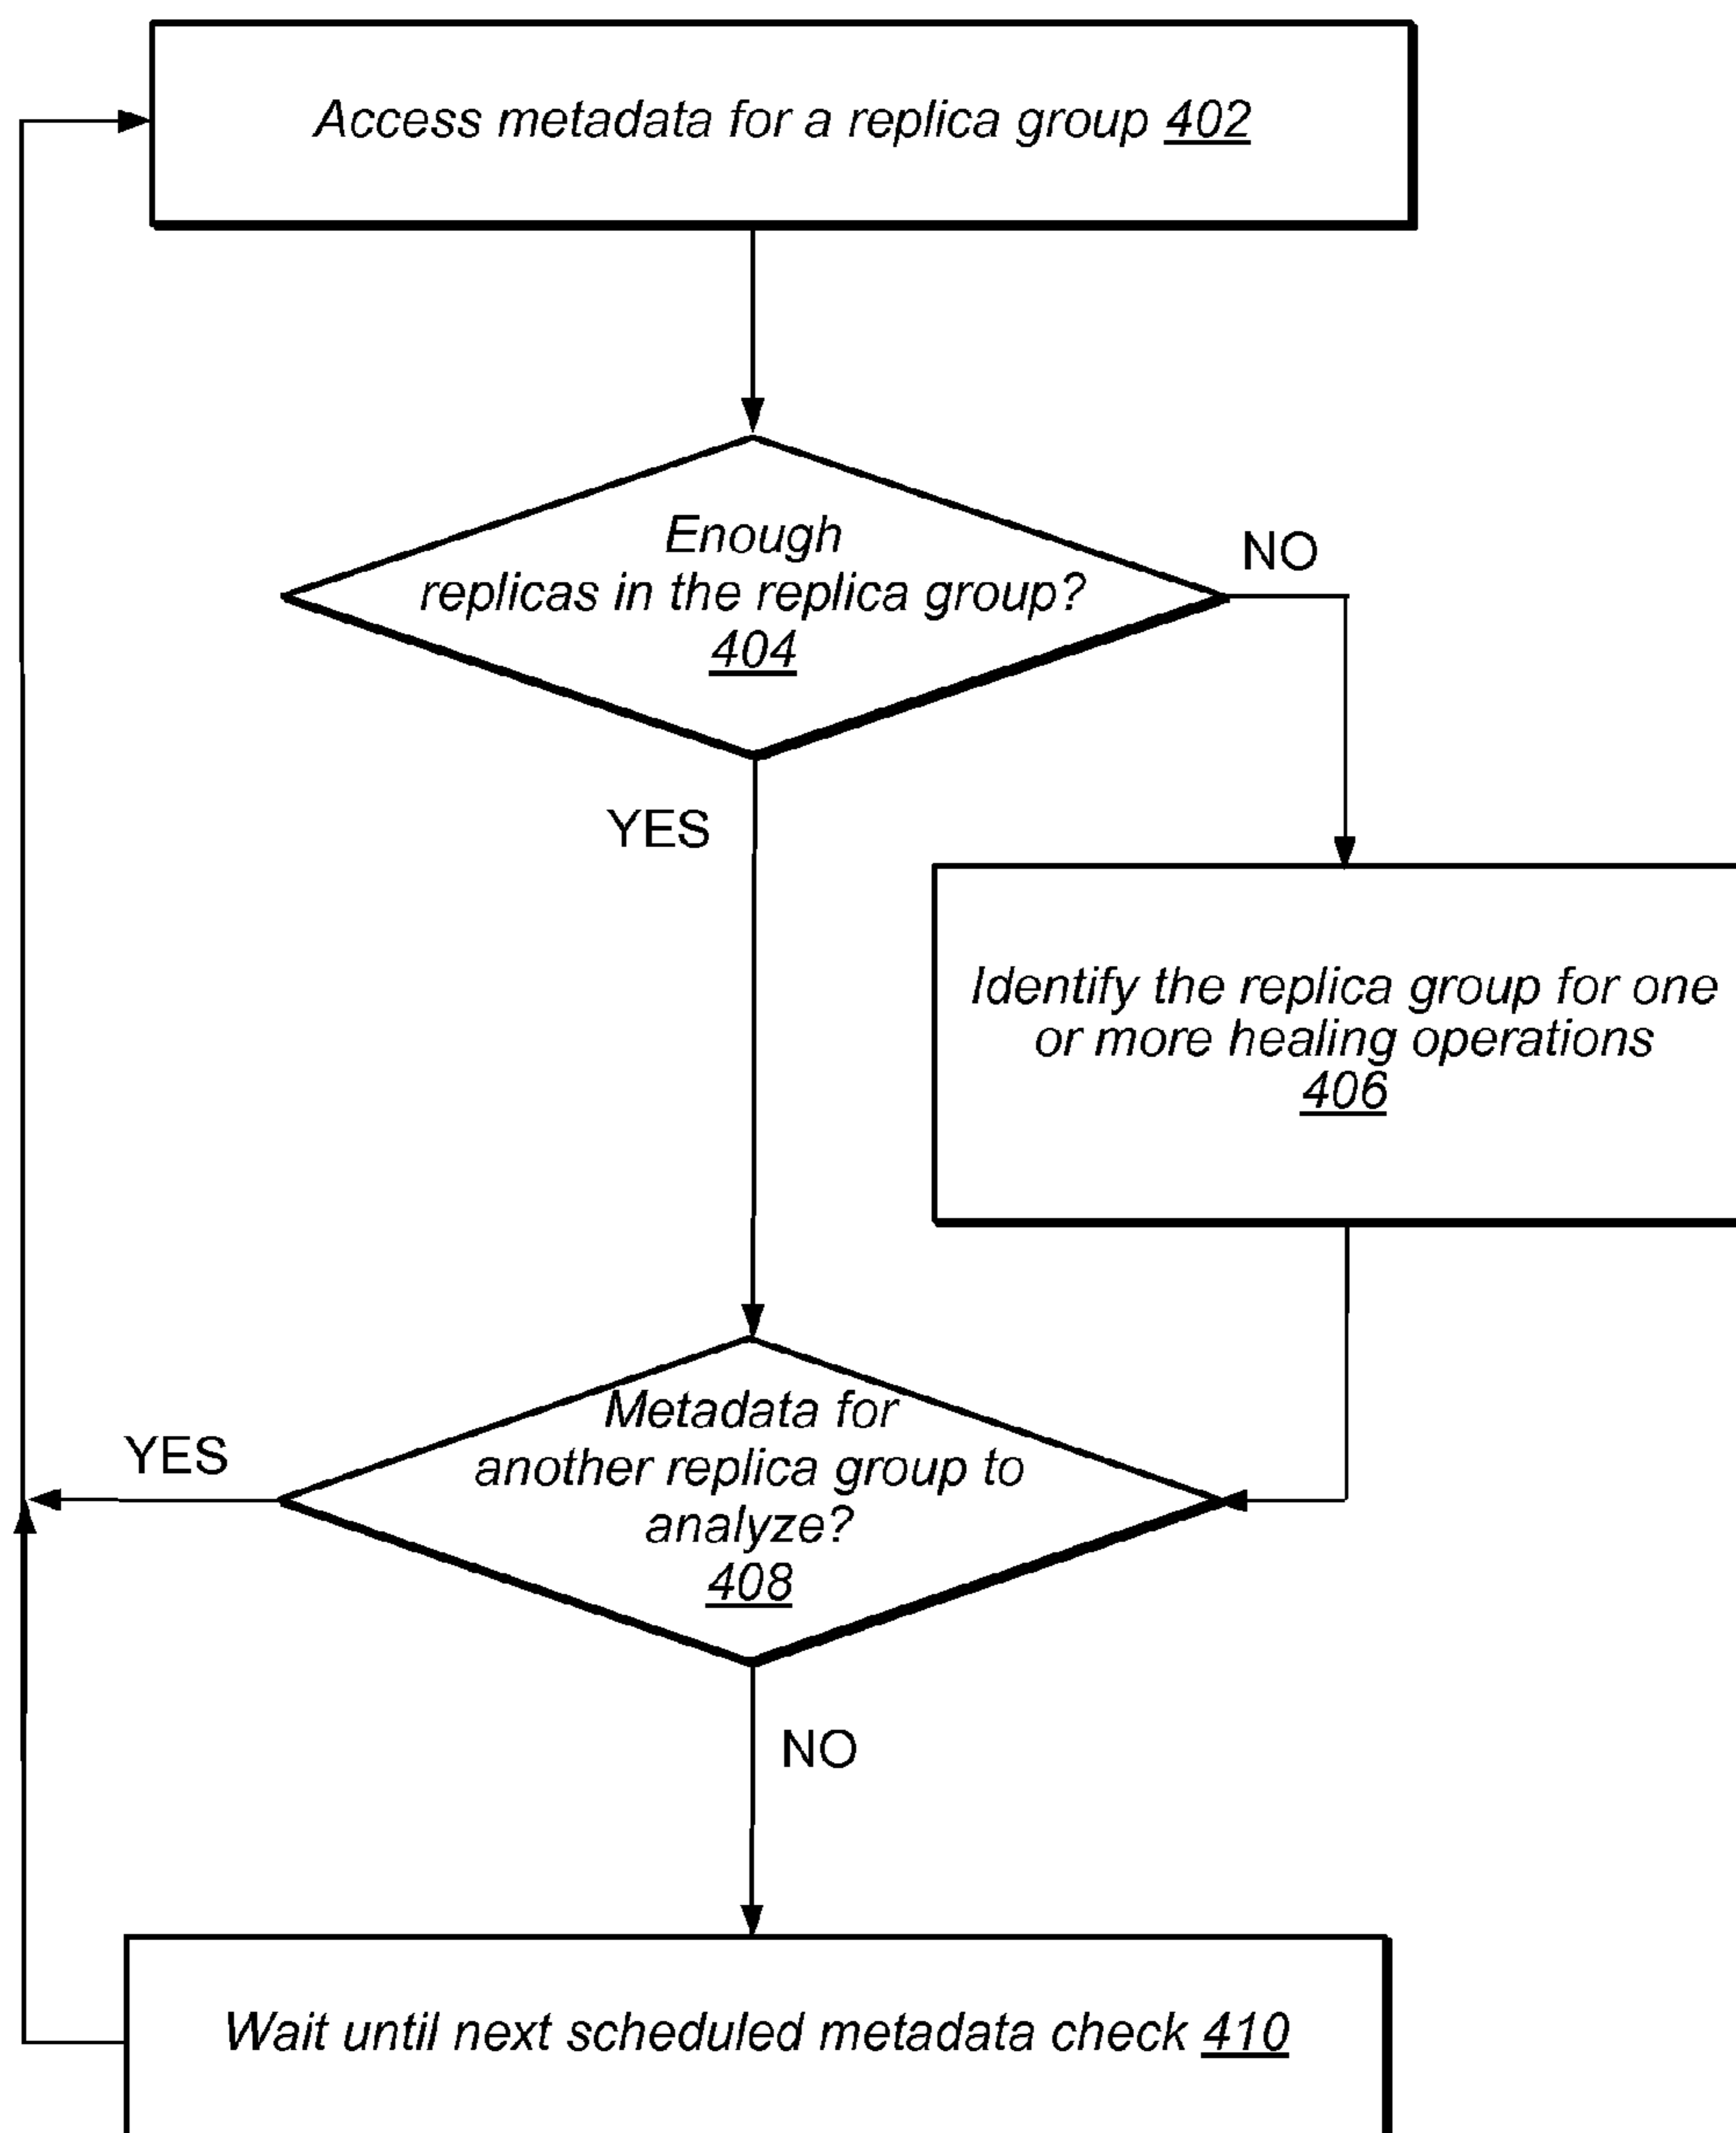 Access metadata for a replica group 402
Enough
replicas in the replica group?
404
NO
YES
Identify the replica group for one
or more healing operations
406
Metadata for
another replica group to
analyze?
408
YES
NO
Wait until next scheduled metadata check 410